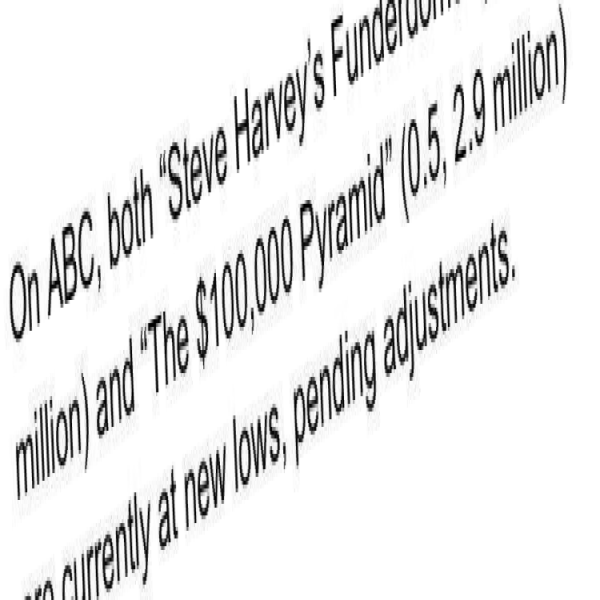 On ABC, both “Steve Harvey’s
million) and “The $100,000 Pyramid” (0.5, 2.9 million)
currently at new lows, pending adjustments.